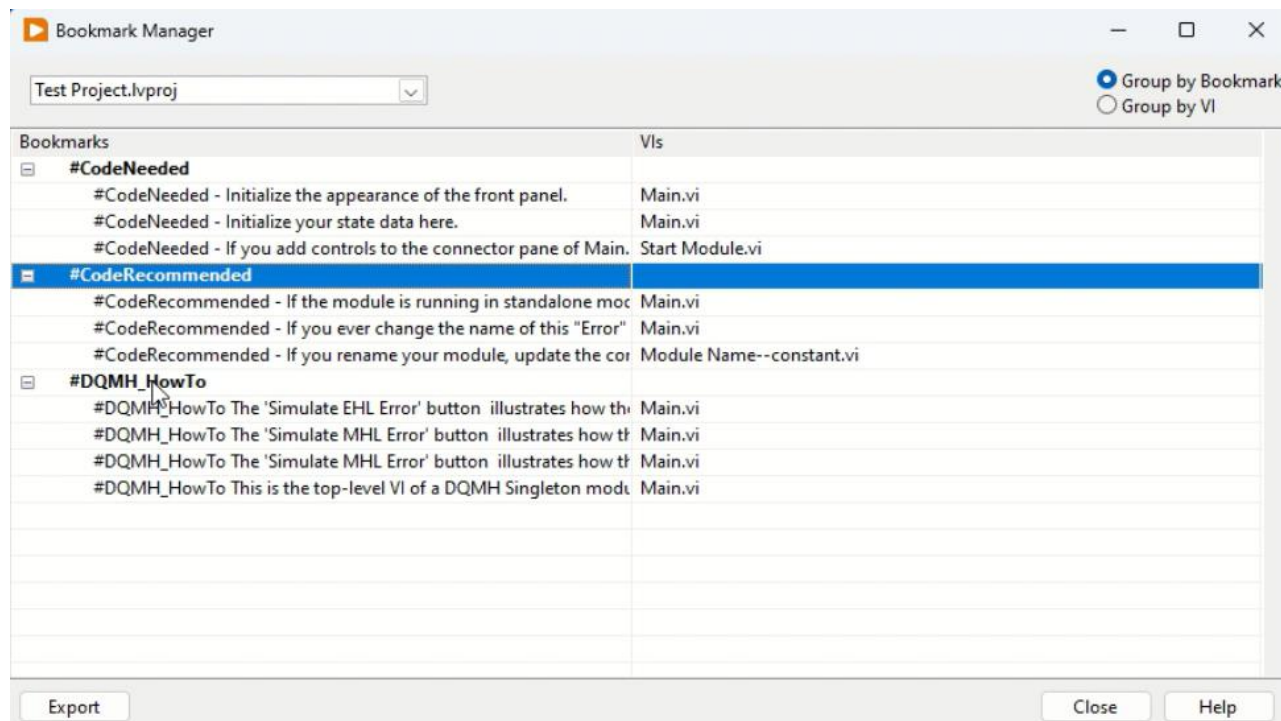 Bookmark Manager
Test Project.lvproj
Group by Bookmark
Group by VI
Bookmarks VIs
#CodeNeeded
#CodeNeeded - Initialize the appearance of the front panel. Main.vi
#CodeNeeded - Initialize your state data here. Main.vi
#CodeNeeded - If you add controls to the connector pane of Main. Start Module.vi
#CodeRecommended
#CodeRecommended - If the module is running in standalone Main.vi
#CodeRecommended - If you ever change the name of this "Error" Main.vi
#CodeRecommended - If you rename your module, update the Module Name--constant.vi
#DQMH_HowTo
#DQMH_HowTo The 'Simulate EHL Error' button illustrates how Main.vi
#DQMH_HowTo The 'Simulate MHL Error' button illustrates how Main.vi
#DQMH_HowTo The 'Simulate MHL Error' button illustrates how Main.vi
#DQMH_HowTo This is the top-level VI of a DQMH Singleton Main.vi
Export Close Help